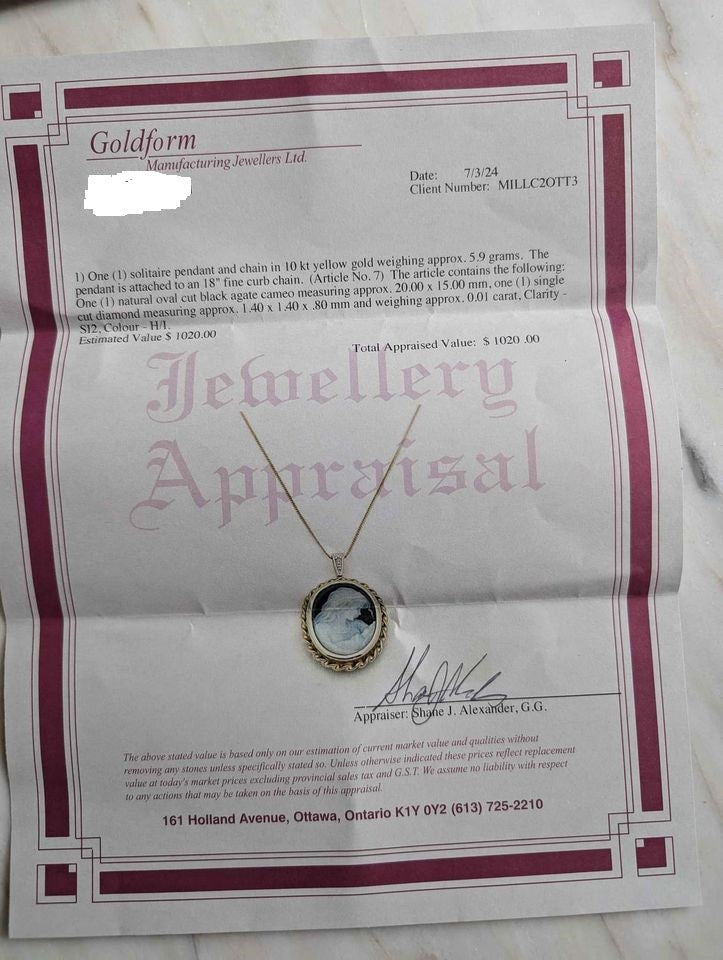 Goldform
Manufacturing Jewellers Ltd.
Date: 7/3/24
Client Number: MILLC2OTT3
1) One (1) solitaire pendant and chain in 10 kt yellow gold weighing approx. 5.9 grams. The
pendant is attached to an 18" fine curb chain. (Article No. 7) The article contains the following:
One (1) natural oval cut black agate cameo measuring approx. 20.00 x 15.00 mm, one (1) single
cut diamond measuring approx. 1.40 x 1.40 x .80 mm and weighing approx. 0.01 carat, Clarity -
SI2, Colour - H/I.
Estimated Value $ 1020.00
Total Appraised Value: $ 1020 .00
Jewellery
Appraisal
Appraiser: Shane J. Alexander, G.G.
The above stated value is based only on our estimation of current market value and qualities without
removing any stones unless specifically stated so. Unless otherwise indicated these prices reflect replacement
value at today's market prices excluding provincial sales tax and G.S.T. We assume no liability with respect
to any actions that may be taken on the basis of this appraisal.
161 Holland Avenue, Ottawa, Ontario K1Y 0Y2 (613) 725-2210